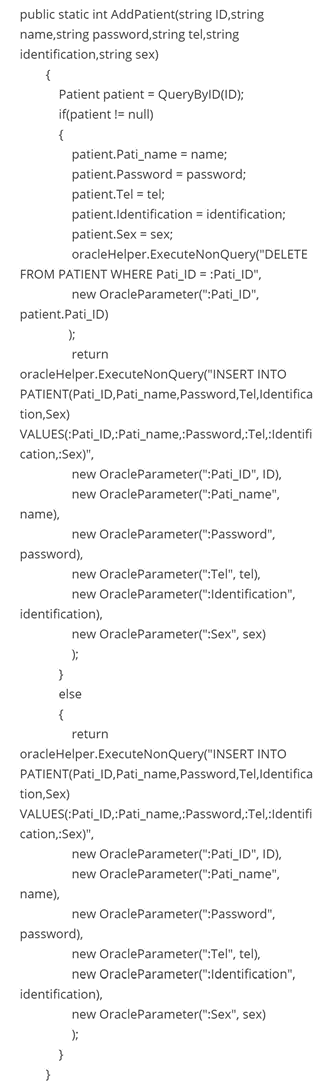 public static int AddPatient(string ID,string
name,string password,string tel,string
identification,string sex)
{
Patient patient = QueryByID(ID);
if(patient != null)
{
patient.Pati_name = name;
patient.Password = password;
patient.Tel = tel;
patient.Identification = identification;
patient.Sex = sex;
oracleHelper.ExecuteNonQuery("DELETE
FROM PATIENT WHERE Pati_ID = :Pati_ID",
new OracleParameter(":Pati_ID",
patient.Pati_ID)
);
return
oracleHelper.ExecuteNonQuery("INSERT INTO
PATIENT(Pati_ID,Pati_name,Password,Tel,Identifica
tion,Sex)
VALUES(:Pati_ID,:Pati_name,:Password,:Tel,:Identifi
cation,:Sex)",
new OracleParameter(":Pati_ID", ID),
new OracleParameter(":Pati_name",
name),
new OracleParameter(":Password",
password),
new OracleParameter(":Tel", tel),
new OracleParameter(":Identification",
identification),
new OracleParameter(":Sex", sex)
);
}
else
{
return
oracleHelper.ExecuteNonQuery("INSERT INTO
PATIENT(Pati_ID,Pati_name,Password,Tel,Identifica
tion,Sex)
VALUES(:Pati_ID,:Pati_name,:Password,:Tel,:Identifi
cation,:Sex)",
new OracleParameter(":Pati_ID", ID),
new OracleParameter(":Pati_name",
name),
new OracleParameter(":Password",
password),
new OracleParameter(":Tel", tel),
new OracleParameter(":Identification",
identification),
new OracleParameter(":Sex", sex)
);
}
}